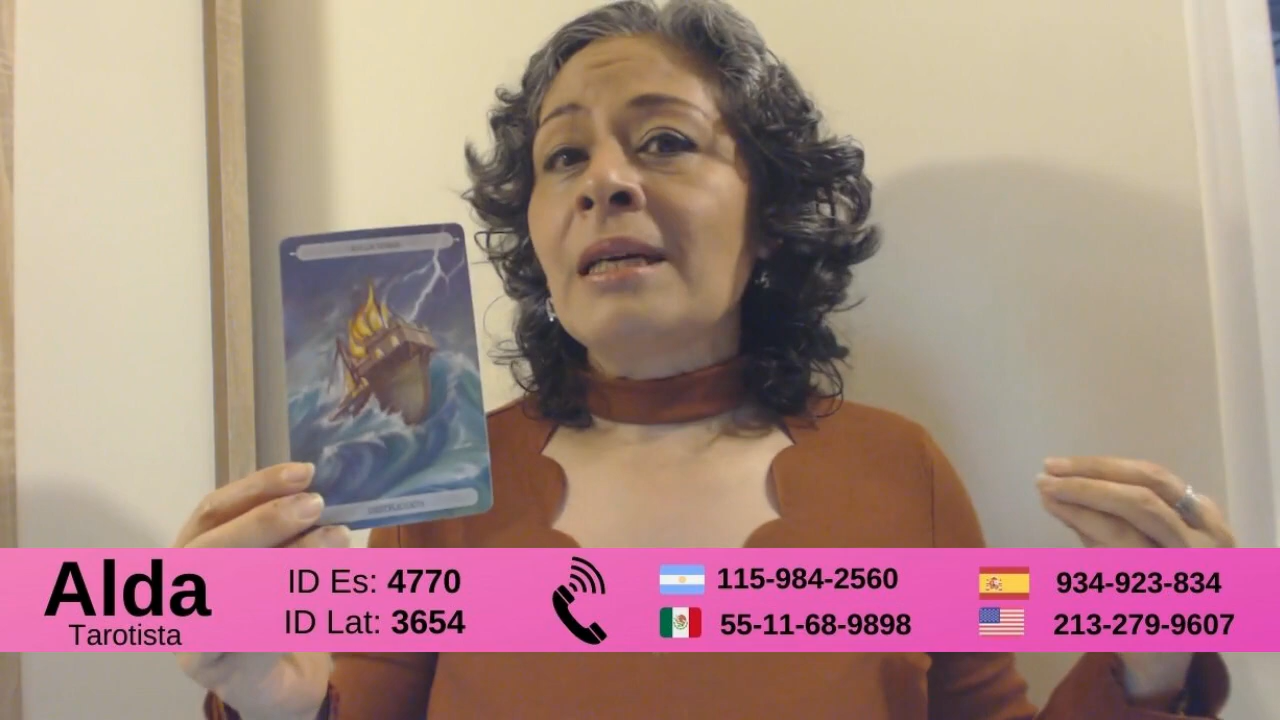 Alda
Tarotista
ID Es: 4770
ID Lat: 3654
115-984-2560
55-11-68-9898
934-923-834
213-279-9607